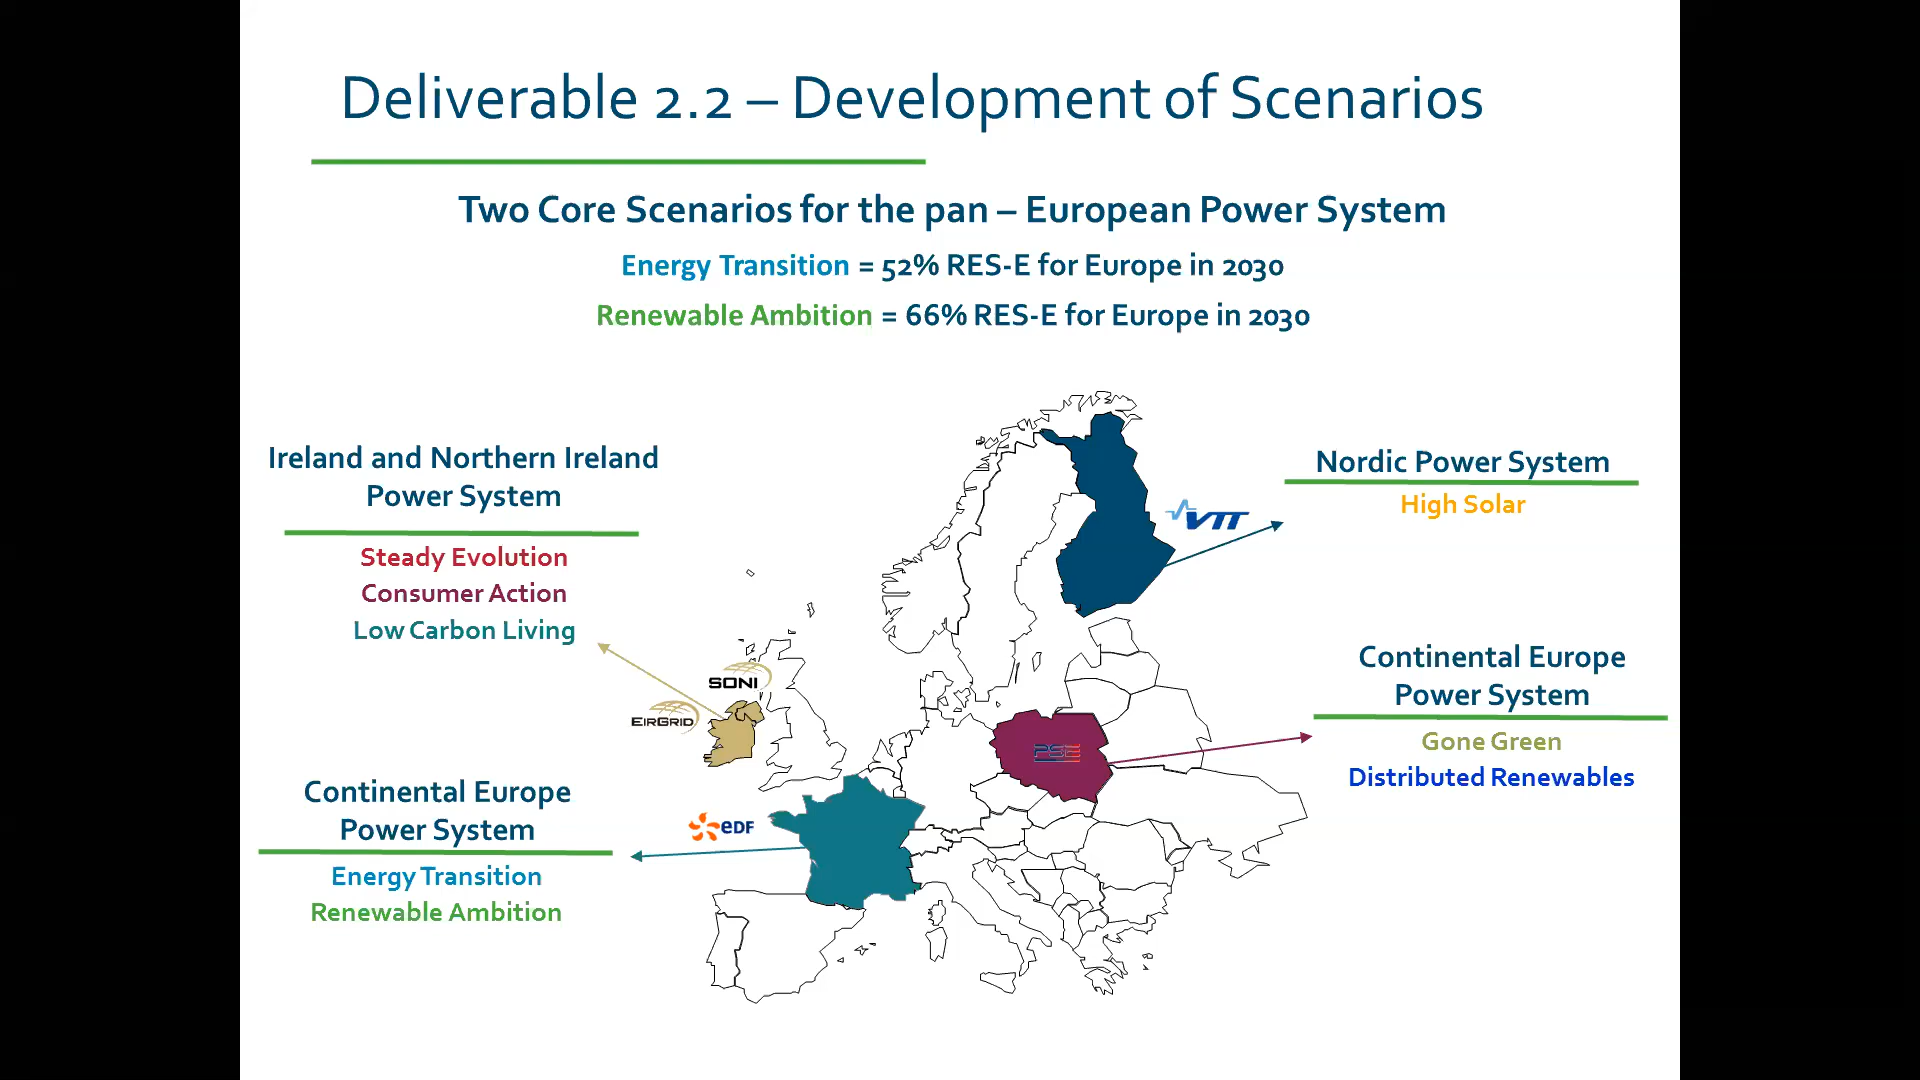 Deliverable 2.2 – Development of Scenarios
Two Core Scenarios for the pan – European Power System
Energy Transition = 52% RES-E for Europe in 2030
Renewable Ambition = 66% RES-E for Europe in 2030
Ireland and Northern Ireland
Power System
Steady Evolution
Consumer Action
Low Carbon Living
SONI
EIRGRID
Continental Europe
Power System
Energy Transition
Renewable Ambition
eDF
VTT
Nordic Power System
High Solar
PSE
Continental Europe
Power System
Gone Green
Distributed Renewables